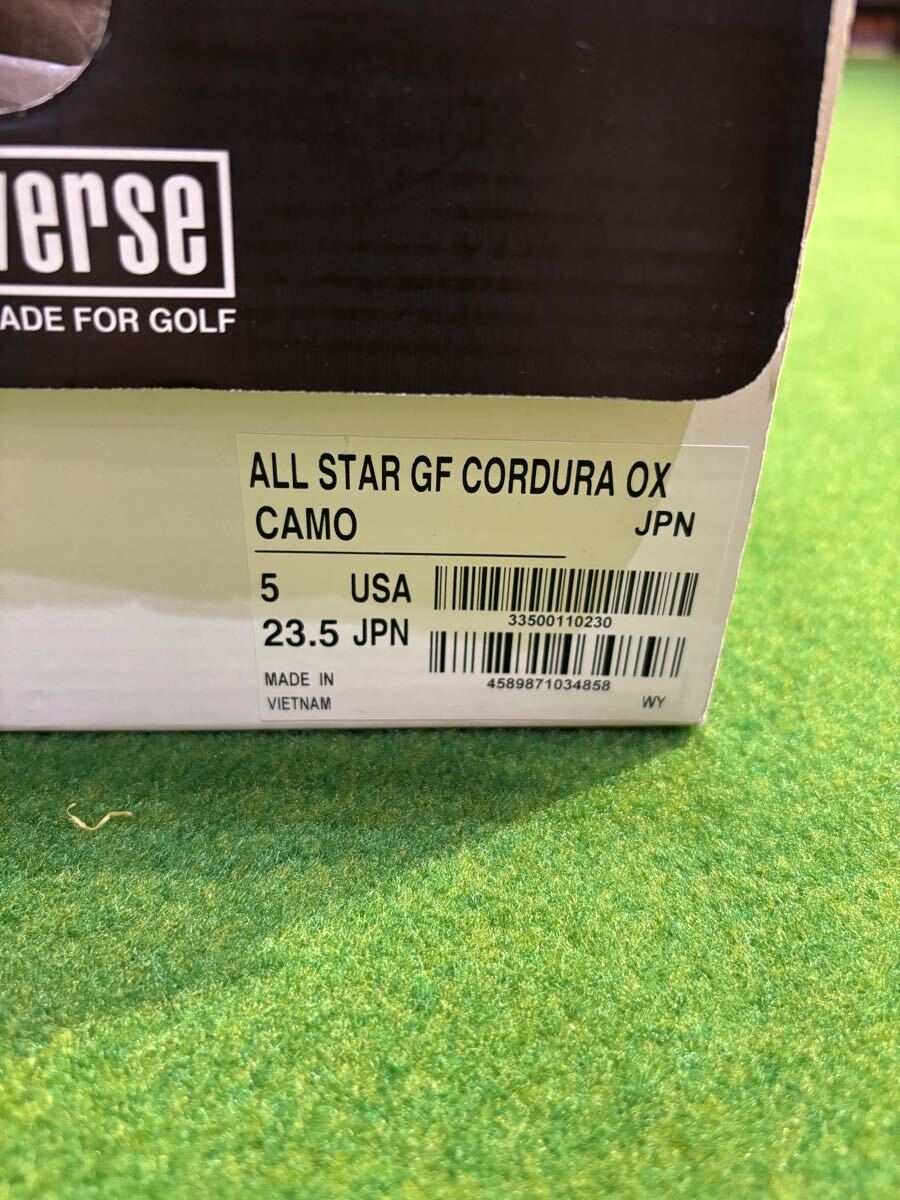 verse
ADE FOR GOLF
ALL STAR GF CORDURA OX
CAMO JPN
5 USA
33500110230
23.5 JPN
4589871034858
MADE IN
VIETNAM WY